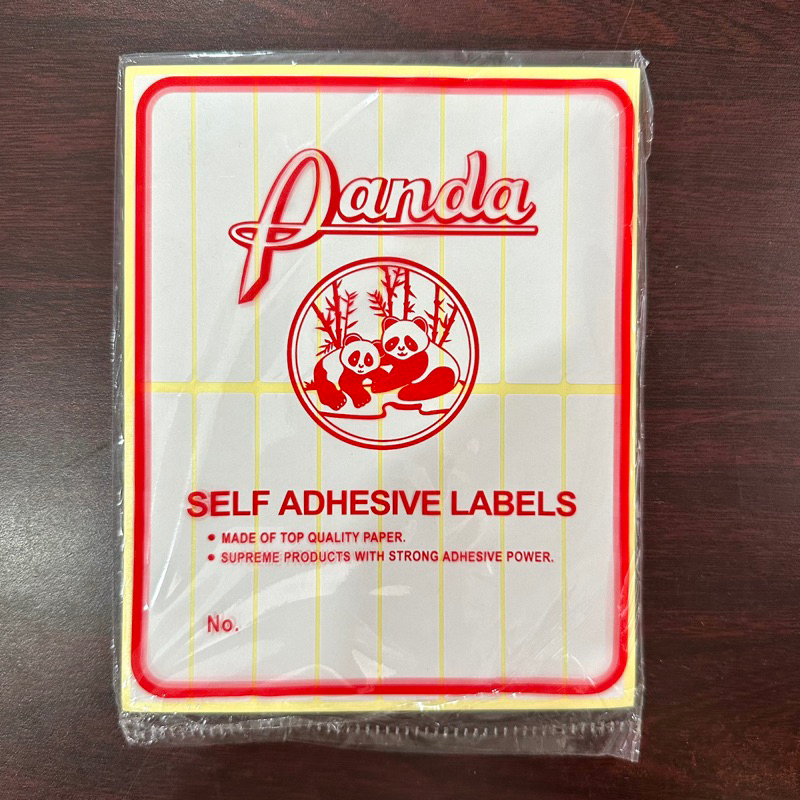 Panda
SELF ADHESIVE LABELS
• MADE OF TOP QUALITY PAPER.
• SUPREME PRODUCTS WITH STRONG ADHESIVE POWER.
No.